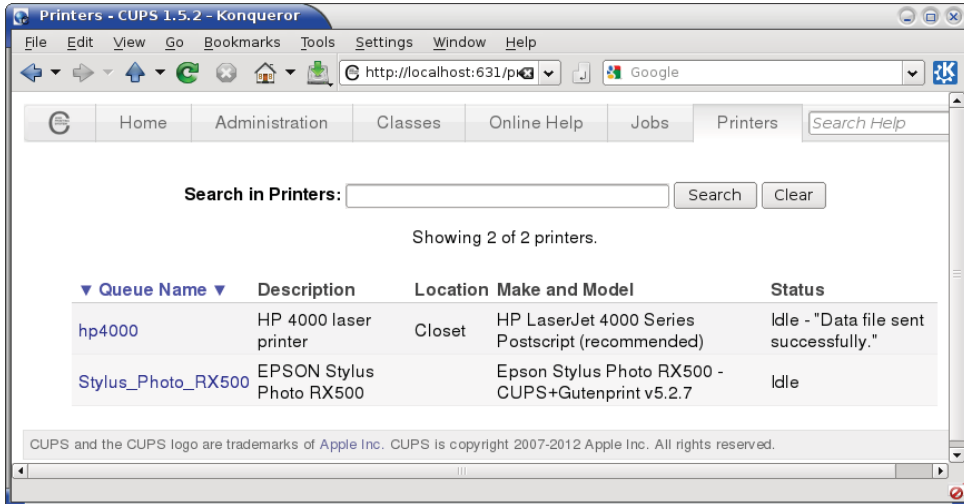 Printers - CUPS 1.5.2 – Konqueror
File Edit View Go Bookmarks Tools Settings Window Help
http://localhost:631/pr Google
Home Administration Classes Online Help Jobs Printers Search Help
Search in Printers: Search Clear
Showing 2 of 2 printers.
▼ Queue Name ▼ Description Location Make and Model Status
hp4000 HP 4000 laser printer Closet HP LaserJet 4000 Series Postscript (recommended) Idle - "Data file sent successfully."
Stylus_Photo_RX500 EPSON Stylus Photo RX500 Epson Stylus Photo RX500 - CUPS+Gutenprint v5.2.7 Idle
CUPS and the CUPS logo are trademarks of Apple Inc. CUPS is copyright 2007-2012 Apple Inc. All rights reserved.